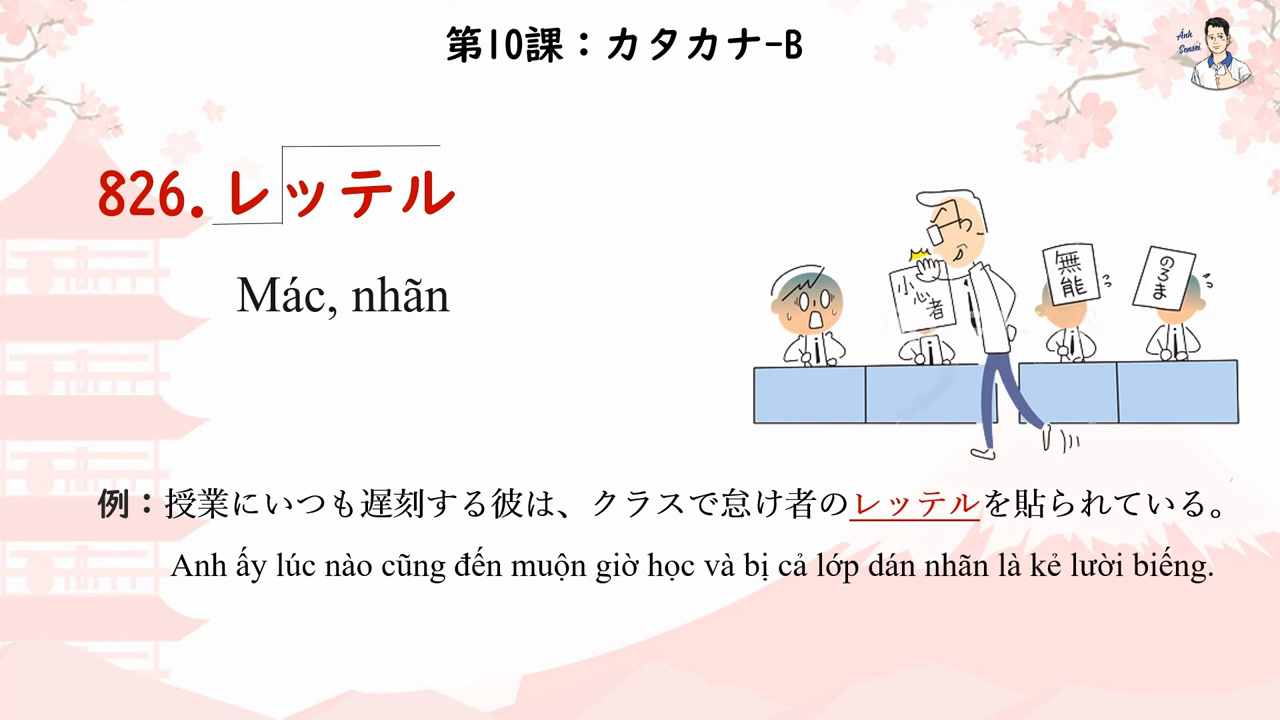 第10課：カタカナ-B
Anh
Sensei
826. レッテル
Mác, nhãn
小心者
無能
のろま
例：授業にいつも遅刻する彼は、クラスで怠け者のレッテルを貼られている。
Anh ấy lúc nào cũng đến muộn giờ học và bị cả lớp dán nhãn là kẻ lười biếng.